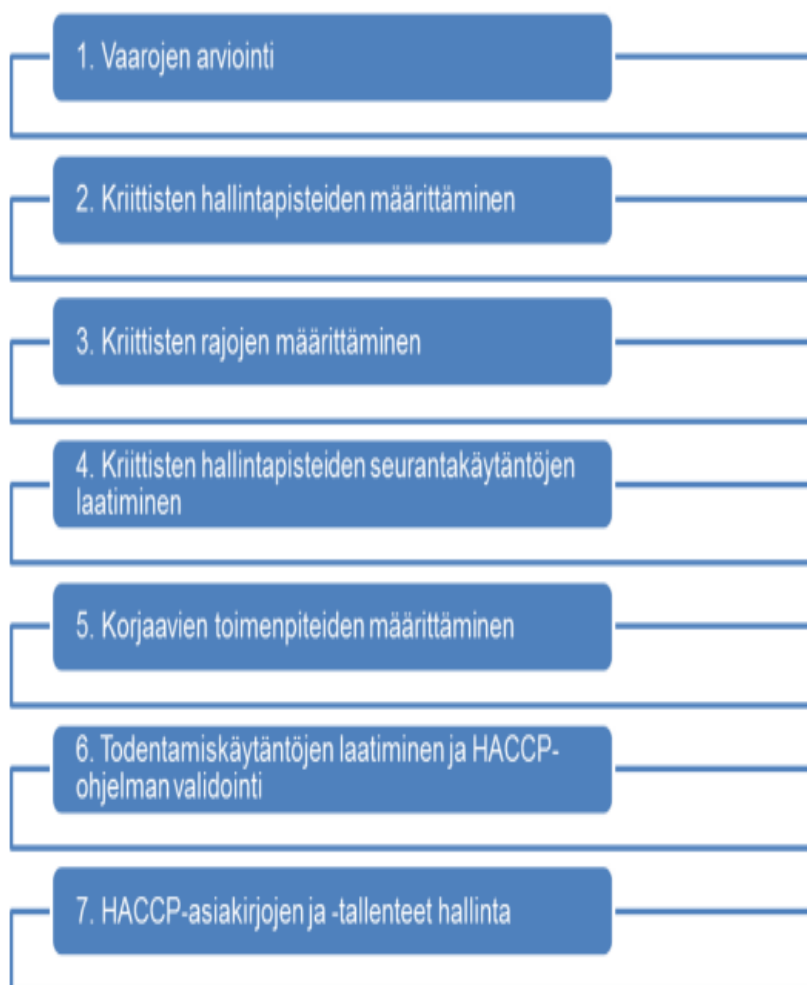 1. Vaarojen arviointi
2. Kriittisten hallintapisteiden määrittäminen
3. Kriittisten rajojen määrittäminen
4. Kriittisten hallintapisteiden seurantakäytäntöjen
laatiminen
5. Korjaavien toimenpiteiden määrittäminen
6. Todentamiskäytäntöjen laatiminen ja HACCP-
ohjelman validointi
7. HACCP-asiakirjojen ja -tallenteet hallinta